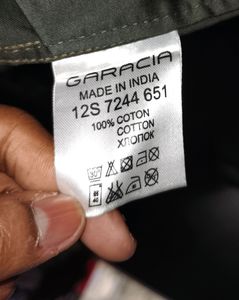 GARACIA
MADE IN INDIA
12S 7244 651
100% COTON
COTTON
ХЛОПОК